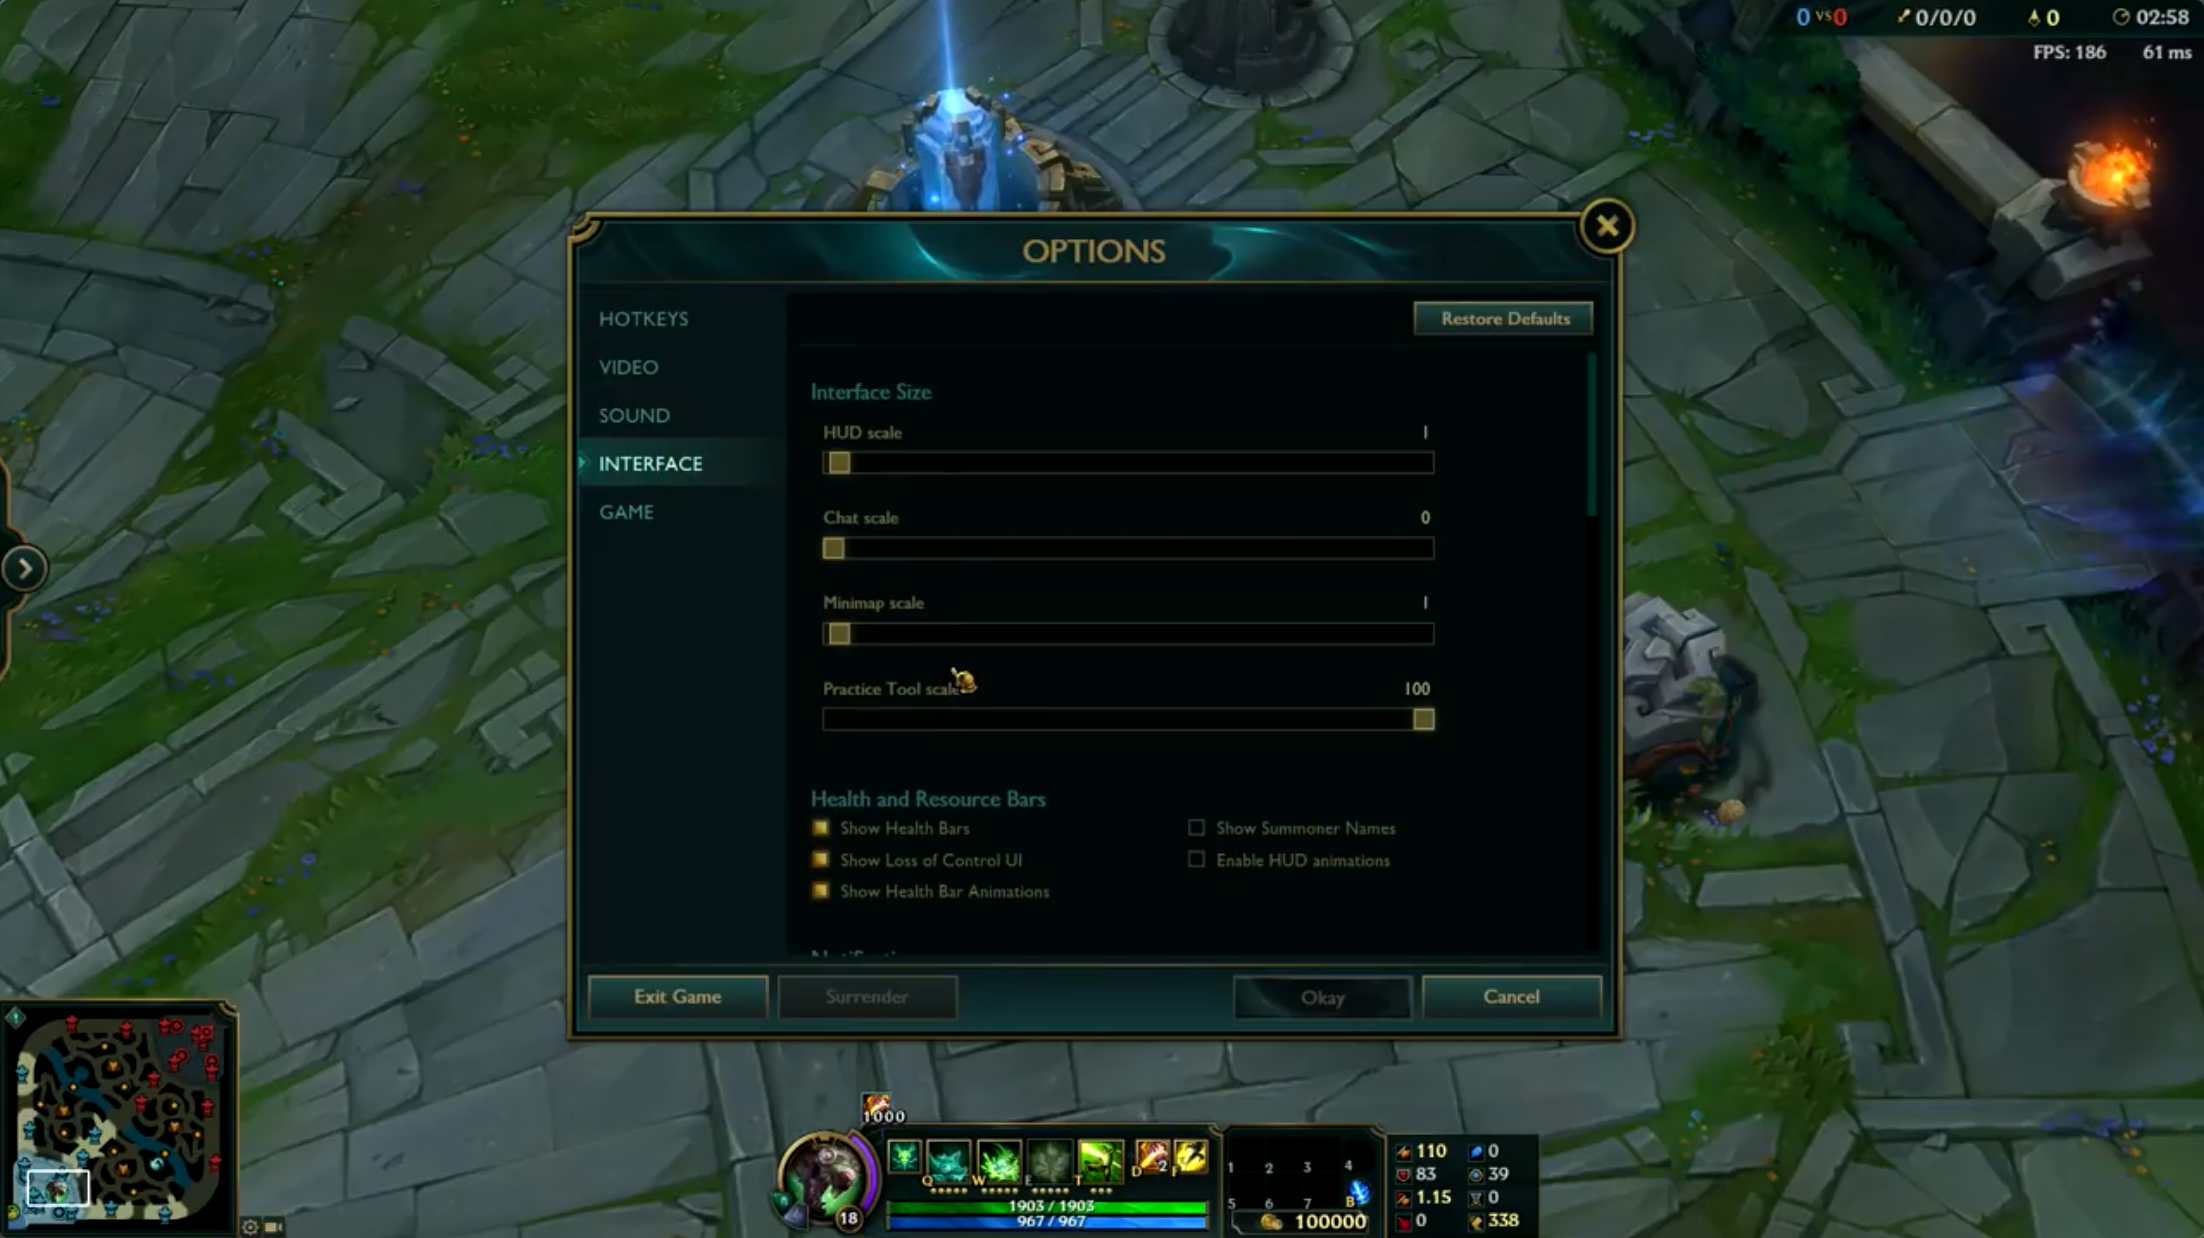 0 vs 0 0/0/0 0 02:58
FPS: 186 61 ms
OPTIONS
HOTKEYS
VIDEO
SOUND
INTERFACE
GAME
Restore Defaults
Interface Size
HUD scale 1
Chat scale 0
Minimap scale 1
Practice Tool scale 100
Health and Resource Bars
Show Health Bars
Show Summoner Names
Show Loss of Control UI
Enable HUD animations
Show Health Bar Animations
Exit Game
Surrender
Okay
Cancel
1000
Q W E T D 2 F
18
1903 / 1903
967 / 967
1 2 3 4
5 6 7 B
100000
110 0
83 39
1.15 0
0 338